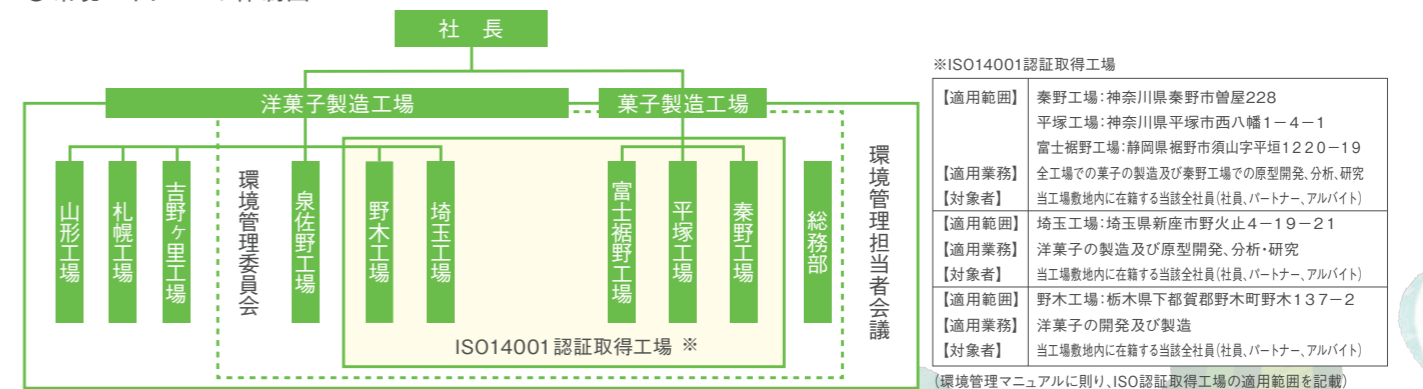 社 長
洋菓子製造工場
菓子製造工場
山形工場
札幌工場
吉野ヶ里工場
環境管理委員会
泉佐野工場
野木工場
埼玉工場
富士裾野工場
平塚工場
秦野工場
総務部
環境管理担当者会議
ISO14001認証取得工場 ※
※ISO14001認証取得工場
【適用範囲】 秦野工場:神奈川県秦野市曽屋228
平塚工場:神奈川県平塚市西八幡1-4-1
富士裾野工場:静岡県裾野市須山字平垣1220-19
【適用業務】 全工場での菓子の製造及び秦野工場での原型開発、分析、研究
【対象者】 当工場敷地内に在籍する当該全社員(社員、パートナー、アルバイト)
【適用範囲】 埼玉工場:埼玉県新座市野火止4-19-21
【適用業務】 洋菓子の製造及び原型開発、分析・研究
【対象者】 当工場敷地内に在籍する当該全社員(社員、パートナー、アルバイト)
【適用範囲】 野木工場:栃木県下都賀郡野木町野木137-2
【適用業務】 洋菓子の開発及び製造
【対象者】 当工場敷地内に在籍する当該全社員(社員、パートナー、アルバイト)
(環境管理マニュアルに則り、ISO認証取得工場の適用範囲を記載)